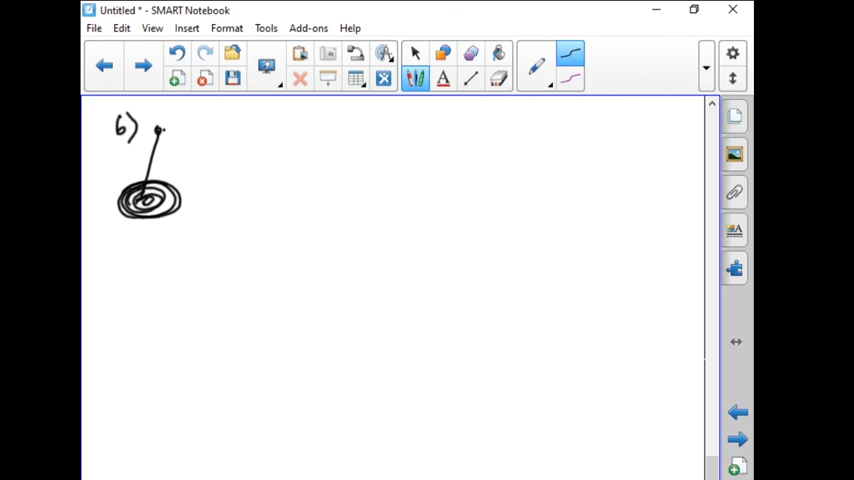 Untitled * - SMART Notebook
File Edit View Insert Format Tools Add-ons Help
6)